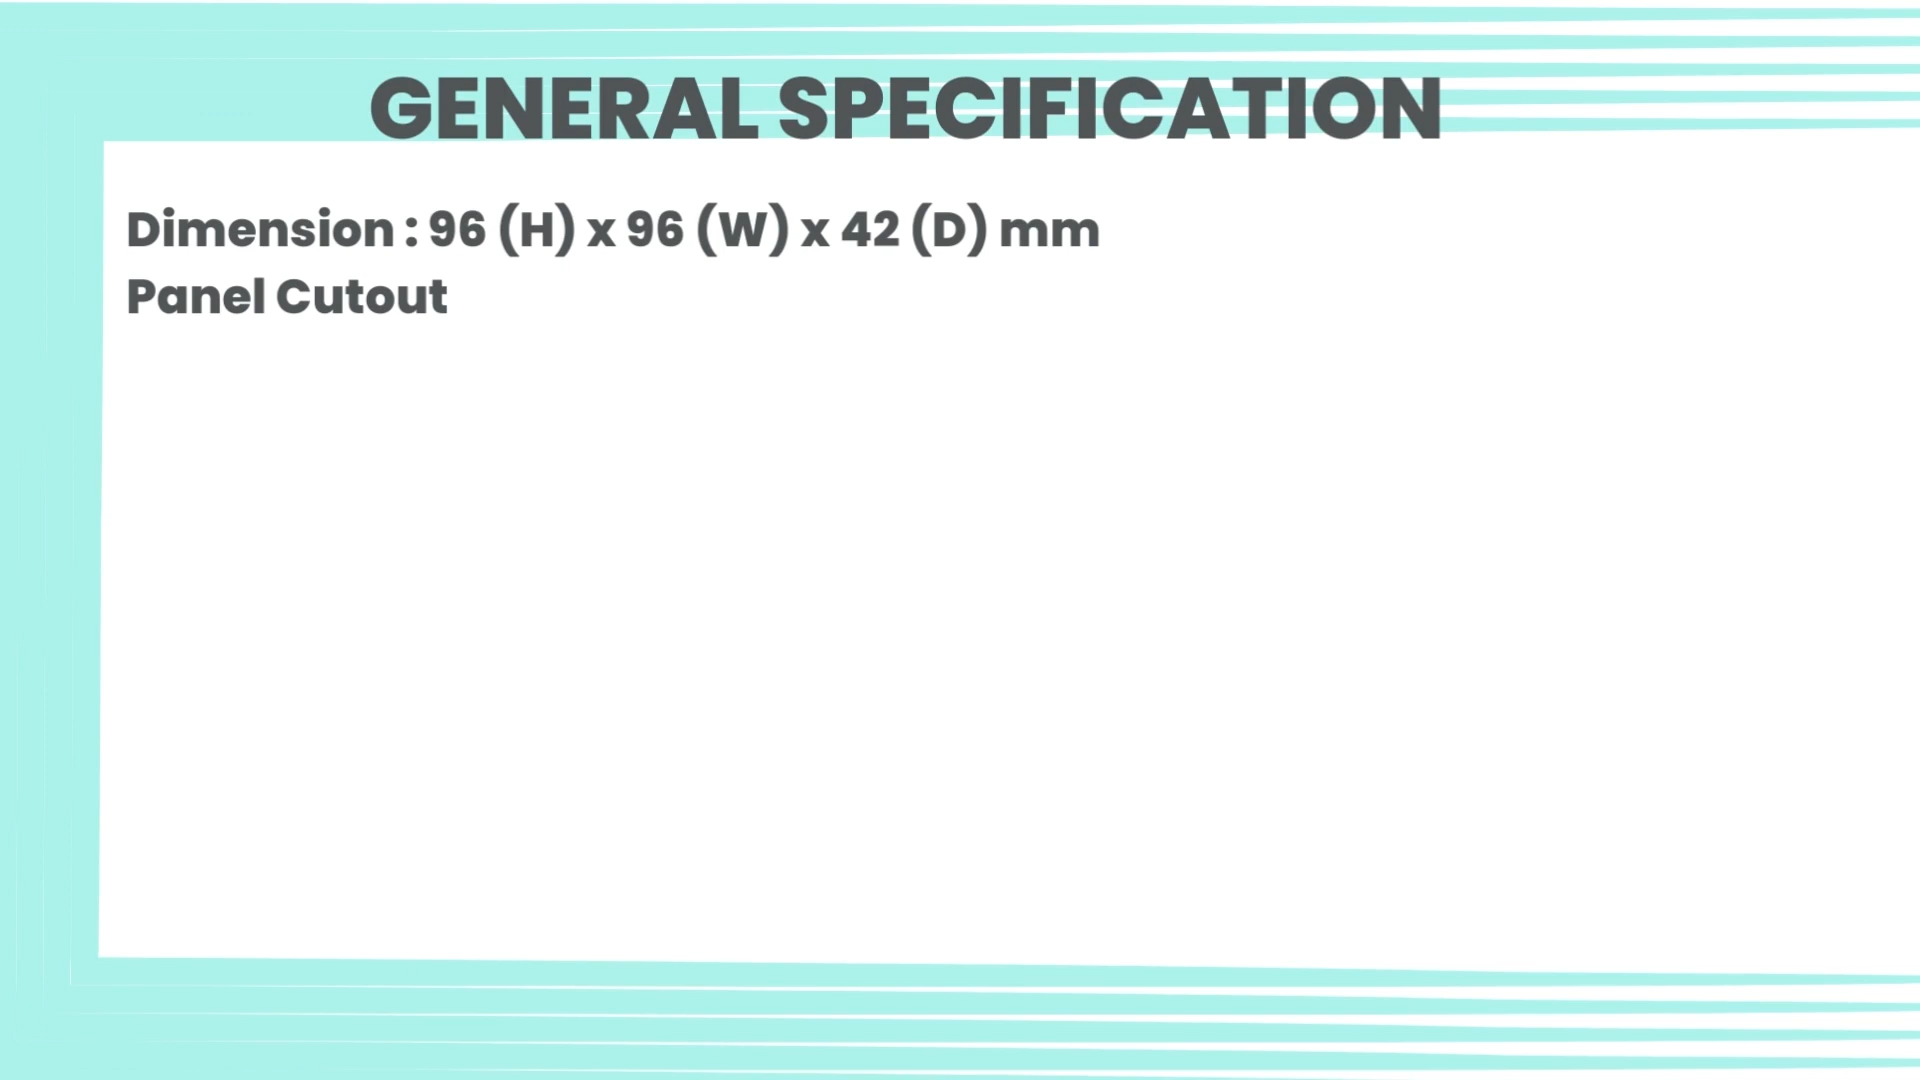 GENERAL SPECIFICATION
Dimension : 96 (H) x 96 (W) x 42 (D) mm
Panel Cutout